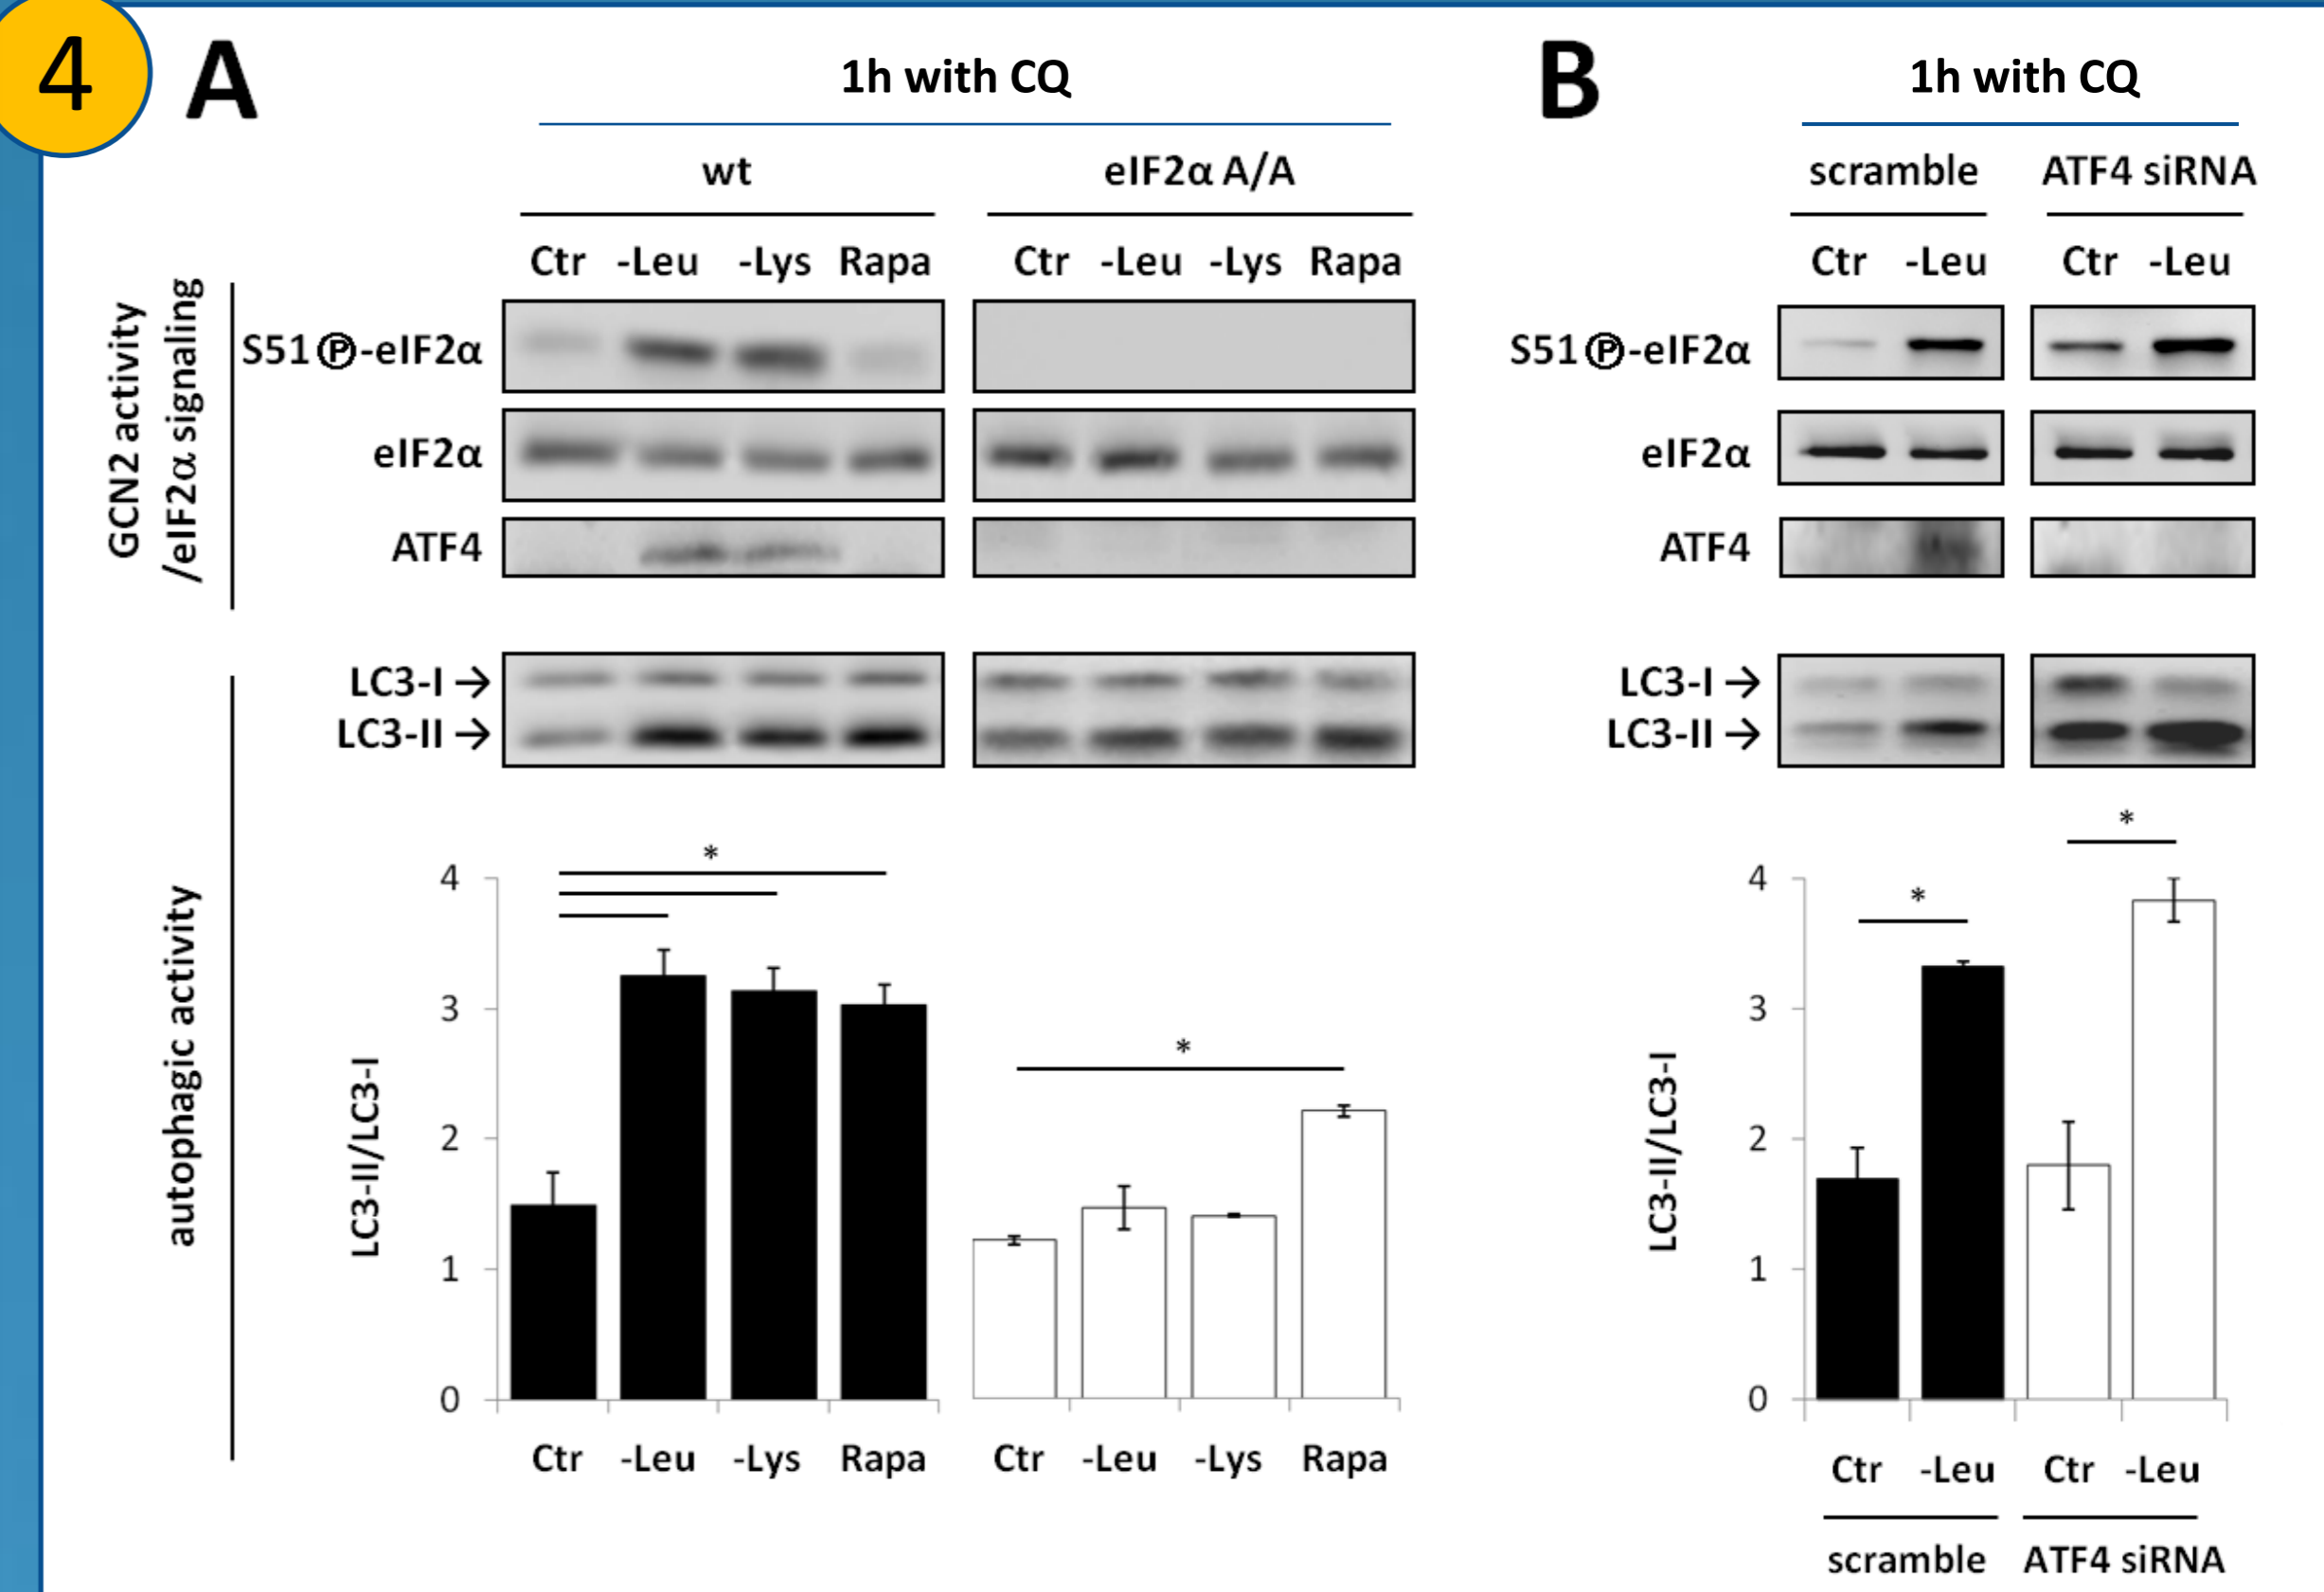 4
A
1h with CQ
wt
eIF2α A/A
Ctr -Leu -Lys Rapa
Ctr -Leu -Lys Rapa
GCN2 activity
/eIF2α signaling
S51Ⓟ-eIF2α
eIF2α
ATF4
LC3-I →
LC3-II →
autophagic activity
LC3-II/LC3-I
4
3
2
1
0
*
*
Ctr -Leu -Lys Rapa
Ctr -Leu -Lys Rapa
B
1h with CQ
scramble
ATF4 siRNA
Ctr -Leu
Ctr -Leu
S51Ⓟ-eIF2α
eIF2α
ATF4
LC3-I →
LC3-II →
LC3-II/LC3-I
4
3
2
1
0
*
*
Ctr -Leu
Ctr -Leu
scramble
ATF4 siRNA